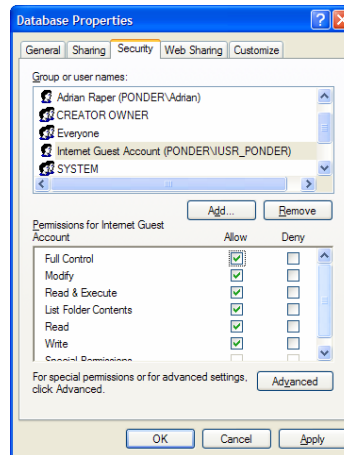 Database Properties
General Sharing Security Web Sharing Customize
Group or user names:
Adrian Raper (PONDER\Adrian)
CREATOR OWNER
Everyone
Internet Guest Account (PONDER\IUSR_PONDER)
SYSTEM
Add... Remove
Permissions for Internet Guest
Account Allow Deny
Full Control
Modify
Read & Execute
List Folder Contents
Read
Write
Special Permissions
For special permissions or for advanced settings,
click Advanced.
Advanced
OK Cancel Apply